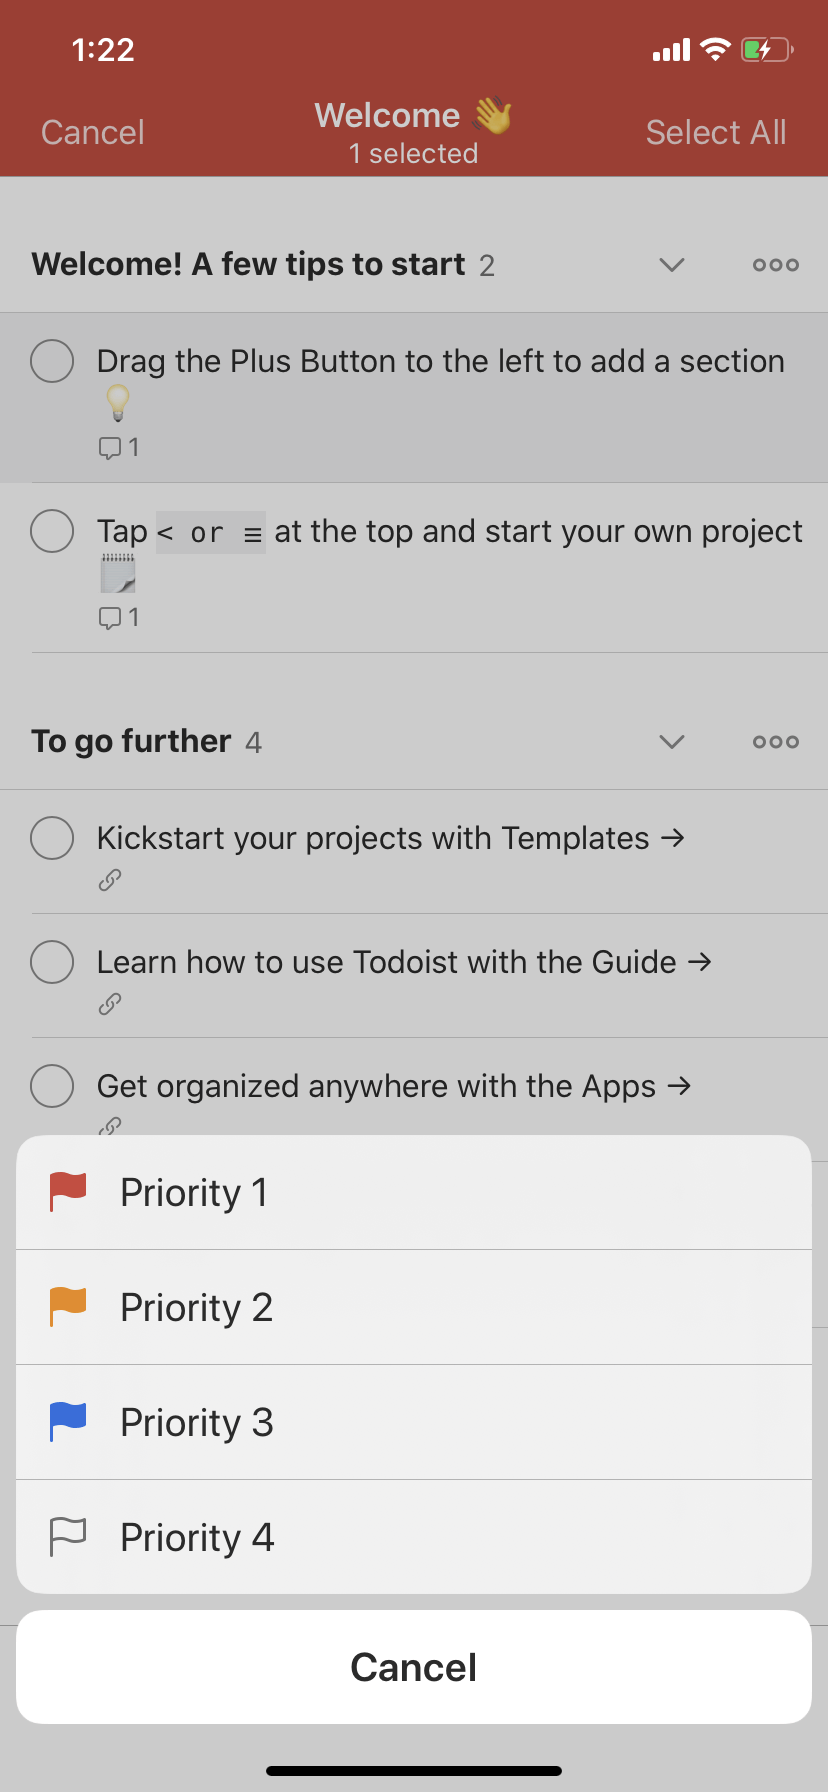 1:22
Cancel
Welcome 👋
1 selected
Select All
Welcome! A few tips to start 2
Drag the Plus Button to the left to add a section
💡
1
Tap < or ≡ at the top and start your own project
🗒️
1
To go further 4
Kickstart your projects with Templates →
Learn how to use Todoist with the Guide →
Get organized anywhere with the Apps →
Priority 1
Priority 2
Priority 3
Priority 4
Cancel